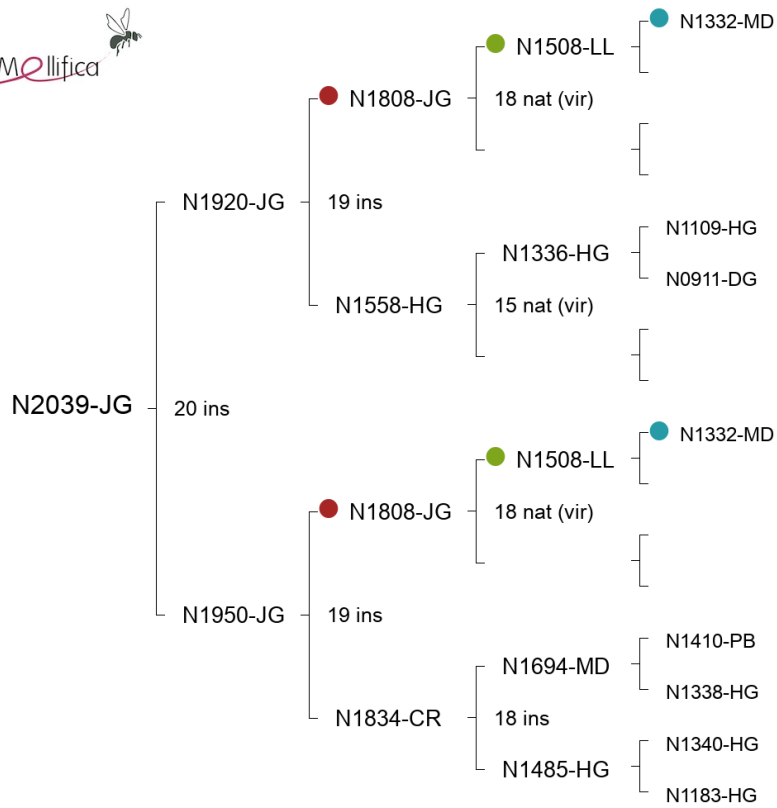 N1332-MD
N1508-LL
Mellifica
N1808-JG
18 nat (vir)
N1920-JG
19 ins
N1109-HG
N1336-HG
N0911-DG
N1558-HG
15 nat (vir)
N2039-JG
20 ins
N1332-MD
N1508-LL
N1808-JG
18 nat (vir)
N1950-JG
19 ins
N1410-PB
N1694-MD
N1338-HG
N1834-CR
18 ins
N1340-HG
N1485-HG
N1183-HG